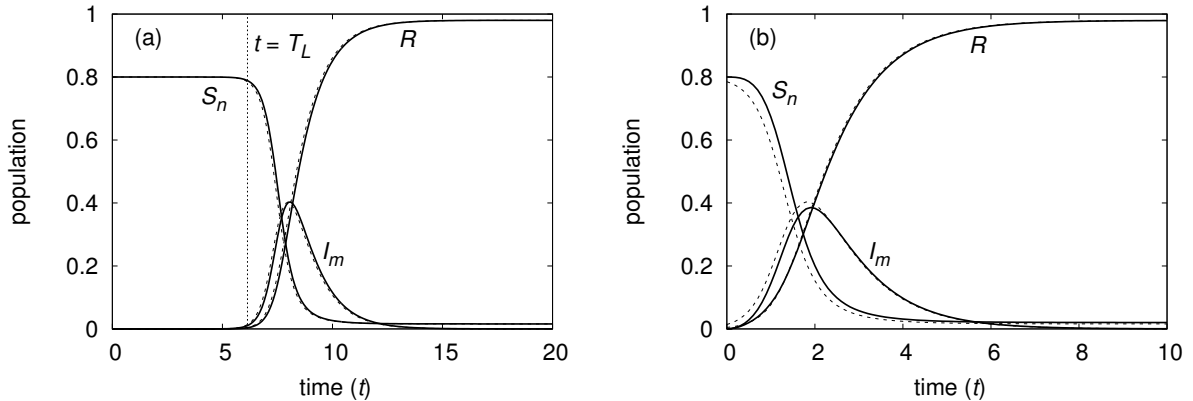 (a)
t = T_L
R
S_n
I_m
1
0.8
0.6
0.4
0.2
0
0 5 10 15 20
population
time (t)
(b)
R
S_n
I_m
1
0.8
0.6
0.4
0.2
0
0 2 4 6 8 10
population
time (t)